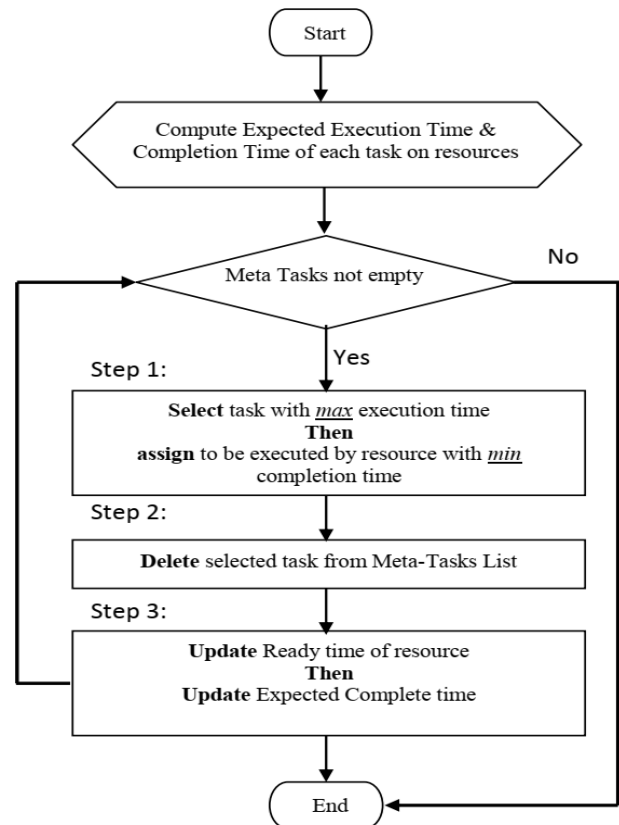 Start
Compute Expected Execution Time &
Completion Time of each task on resources
Meta Tasks not empty
No
Yes
Step 1:
Select task with max execution time
Then
assign to be executed by resource with min
completion time
Step 2:
Delete selected task from Meta-Tasks List
Step 3:
Update Ready time of resource
Then
Update Expected Complete time
End